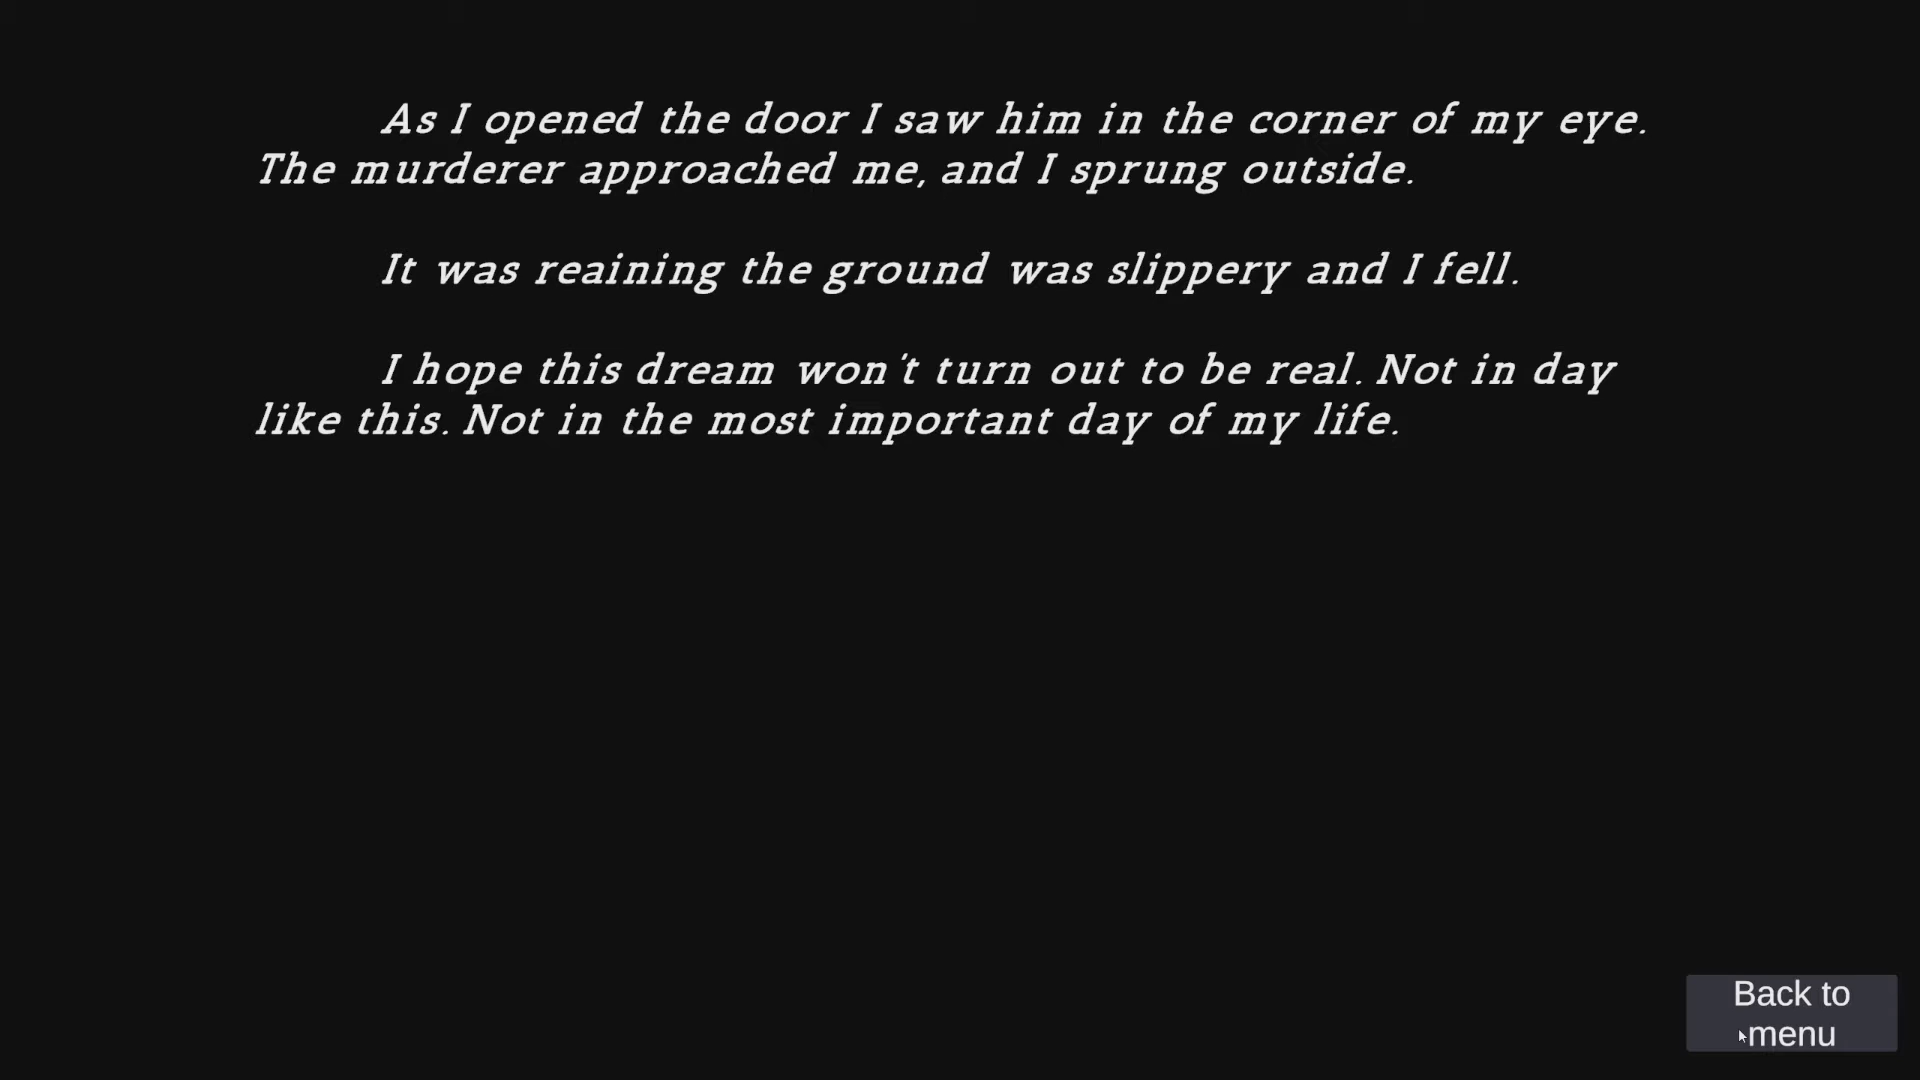 As I opened the door I saw him in the corner of my eye.
The murderer approached me, and I sprung outside.
It was reaining the ground was slippery and I fell.
I hope this dream won't turn out to be real. Not in day
like this. Not in the most important day of my life.
Back to
menu